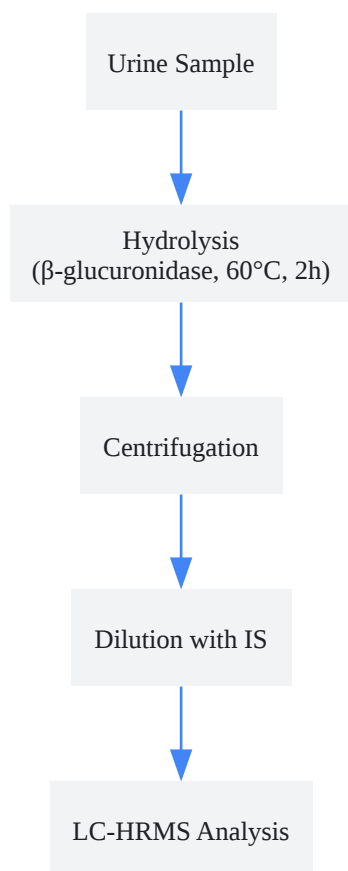 Urine Sample
Hydrolysis
(β-glucuronidase, 60°C, 2h)
Centrifugation
Dilution with IS
LC-HRMS Analysis